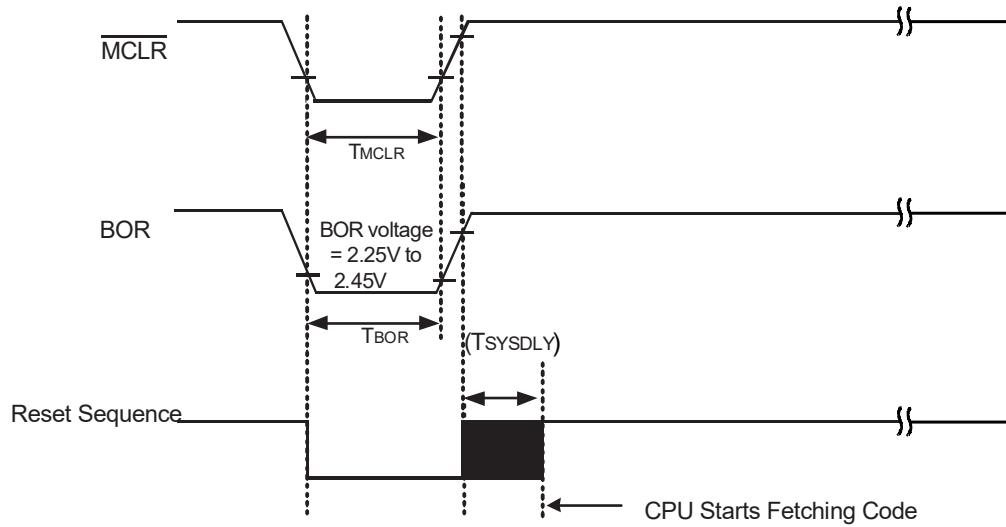 MCLR
TMCLR
BOR
BOR voltage
= 2.25V to
2.45V
TBOR
(TSYSDLY)
Reset Sequence
CPU Starts Fetching Code